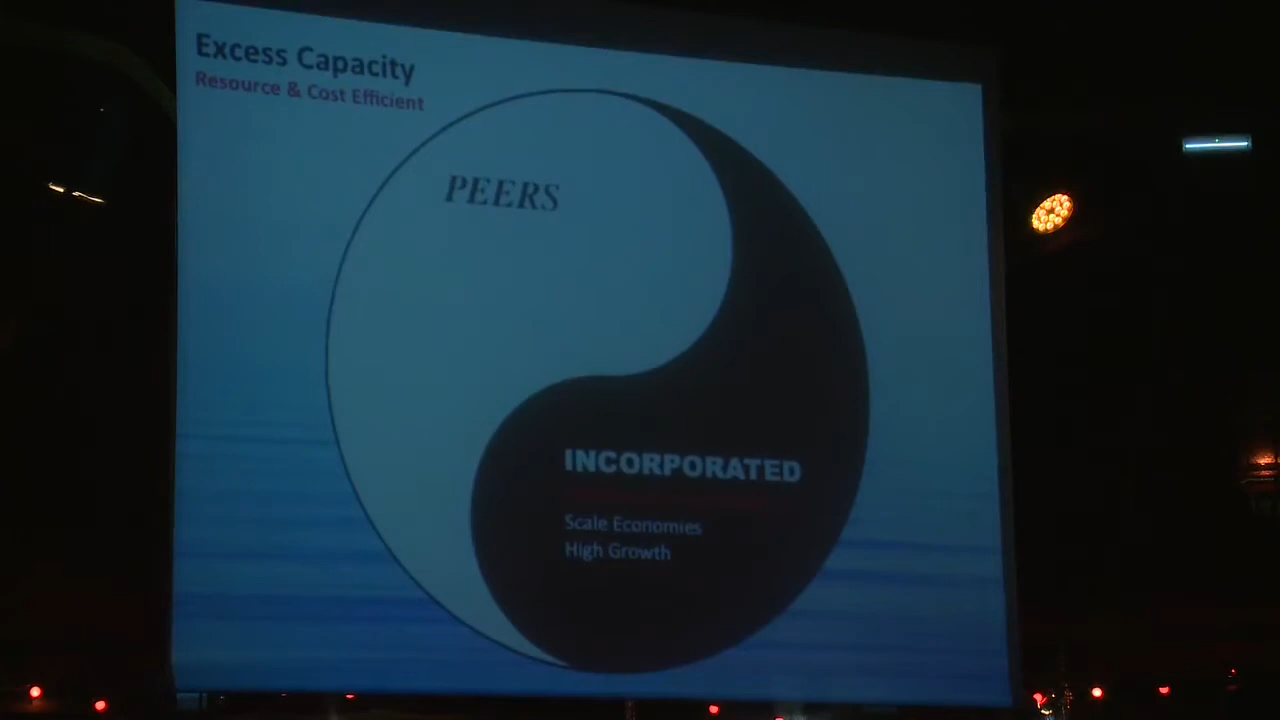 Excess Capacity
Resource & Cost Efficient
PEERS
INCORPORATED
Scale Economies
High Growth